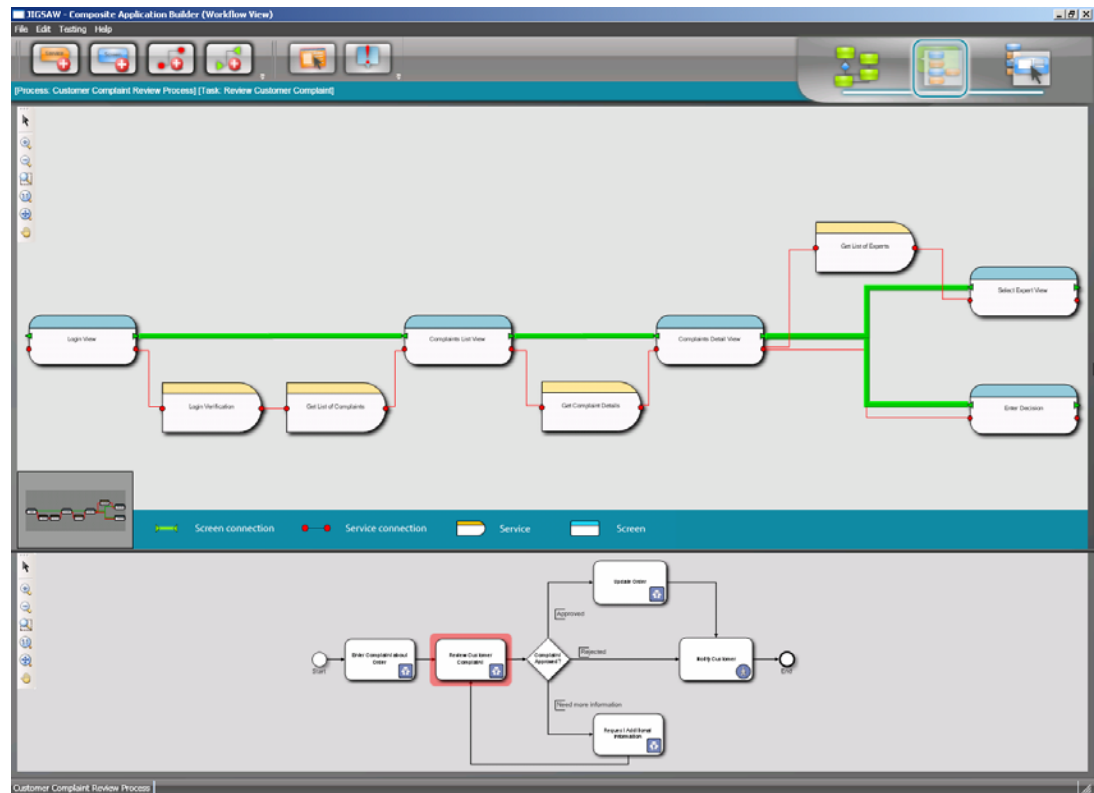 JIGSAW - Composite Application Builder (Workflow View)
File Edit Testing Help
[Process: Customer Complaint Review Process] [Task: Review Customer Complaint]
Get List of Experts
Select Expert View
Login View
Complaints List View
Complaints Detail View
Login Verification
Get List of Complaints
Get Complaint Details
Enter Decision
Screen connection
Service connection
Service
Screen
Update Order
Approved
Start
Enter Complaint about
Order
Review Customer
Complaint
Complaint
Approved?
Rejected
Notify Customer
End
Need more information
Request Additional
Information
Customer Complaint Review Process